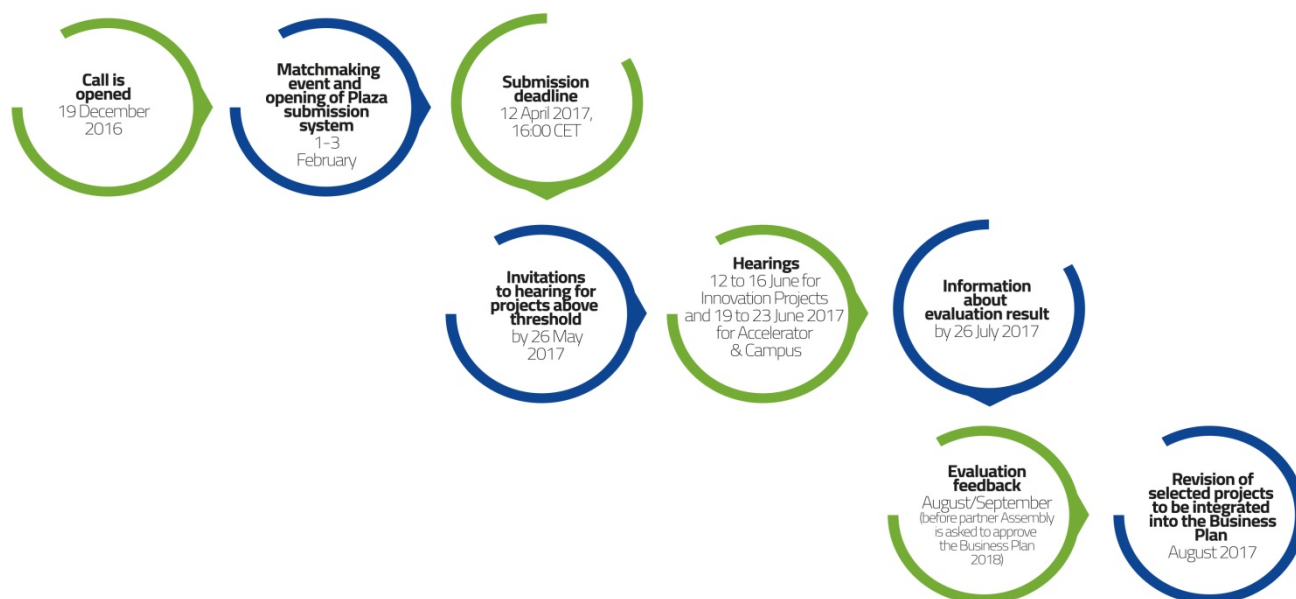 Call is
opened
19 December
2016
Matchmaking
event and
opening of Plaza
submission
system
1-3
February
Submission
deadline
12 April 2017,
16:00 CET
Invitations
to hearing for
projects above
threshold
by 26 May
2017
Hearings
12 to 16 June for
Innovation Projects
and 19 to 23 June 2017
for Accelerator
& Campus
Information
about
evaluation result
by 26 July 2017
Evaluation
feedback
August/September
(before partner Assembly
is asked to approve
the Business Plan
2018)
Revision of
selected projects
to be integrated
into the Business
Plan
August 2017